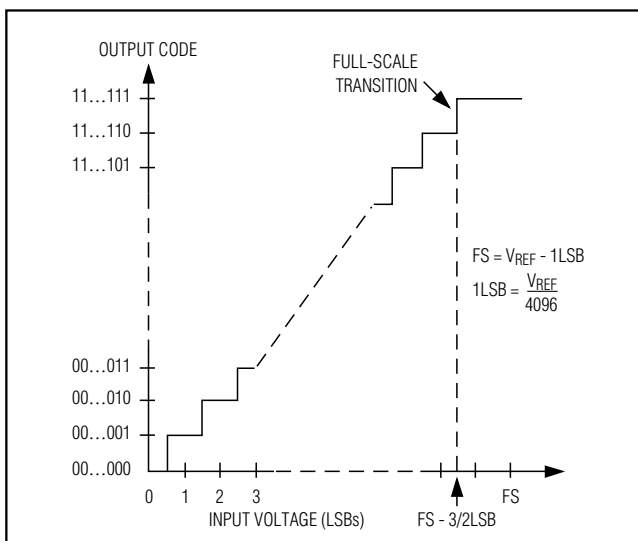 OUTPUT CODE
FULL-SCALE
TRANSITION
11...111
11...110
11...101
FS = VREF - 1LSB
1LSB = VREF
4096
00...011
00...010
00...001
00...000
0 1 2 3 FS
INPUT VOLTAGE (LSBs) FS - 3/2LSB